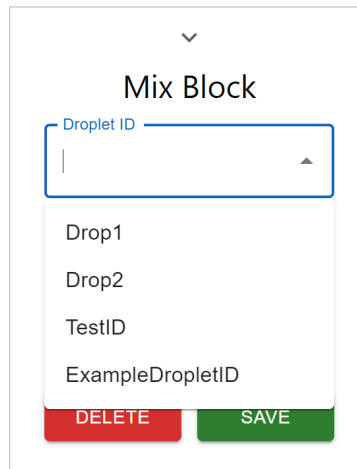 Mix Block
Droplet ID
Drop1
Drop2
TestID
ExampleDropletID
DELETE SAVE